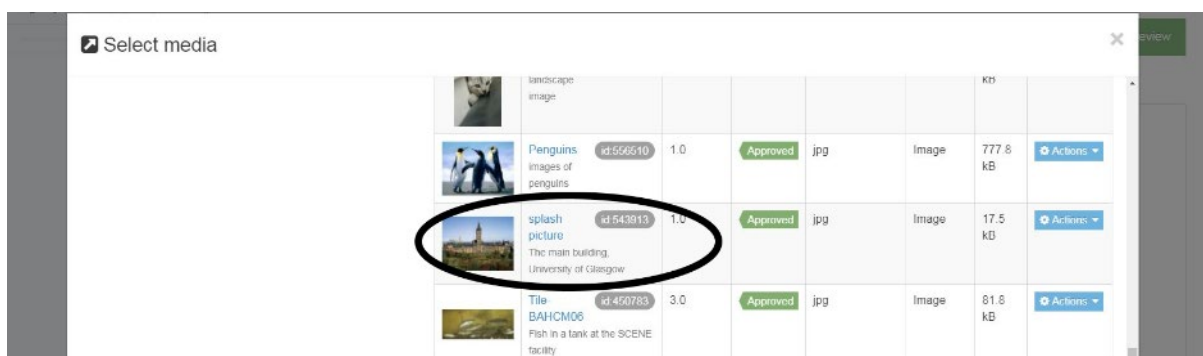 Select media
eview
landscape
image
kB
Penguins id:556510 1.0 Approved jpg Image 777.8 kB Actions
images of
penguins
splash id:543913 1.0 Approved jpg Image 17.5 kB Actions
picture
The main building,
University of Glasgow
Tile- id:450783 3.0 Approved jpg Image 81.8 kB Actions
BAHCM06
Fish in a tank at the SCENE
facility